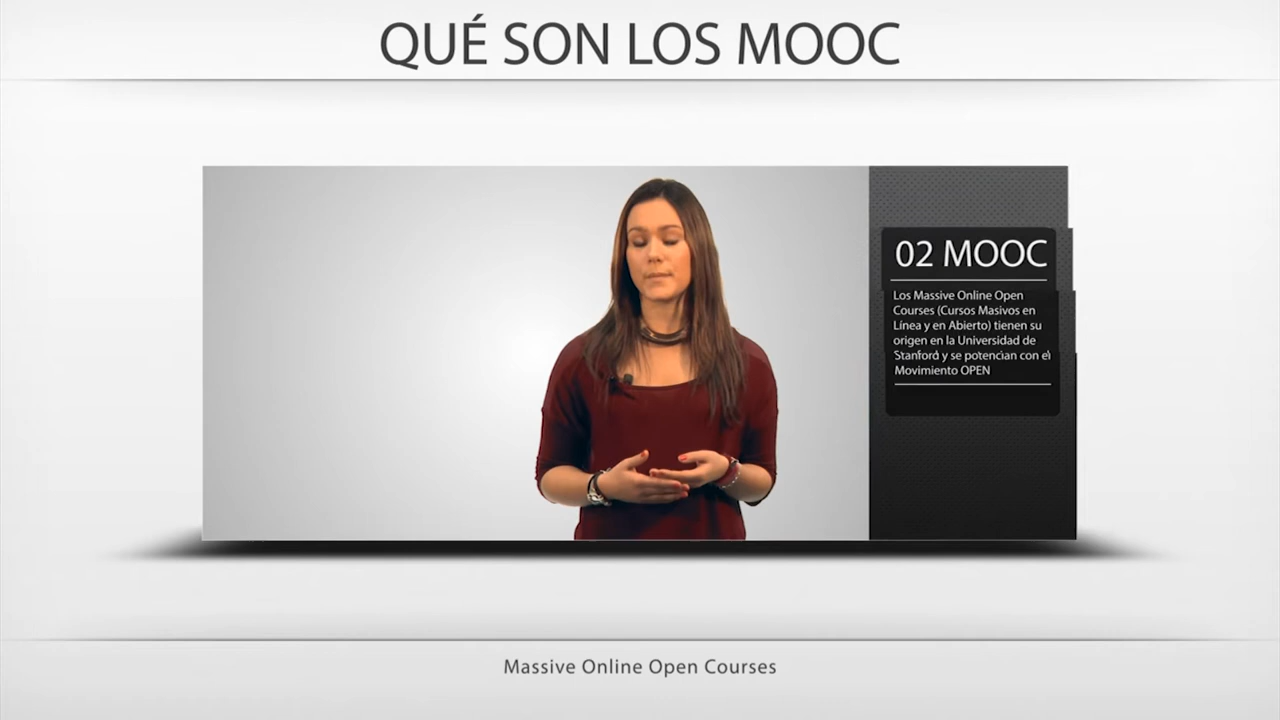 QUÉ SON LOS MOOC
02 MOOC
Los Massive Online Open
Courses (Cursos Masivos en
Línea y en Abierto) tienen su
origen en la Universidad de
Stanford y se potencian con el
Movimiento OPEN
Massive Online Open Courses